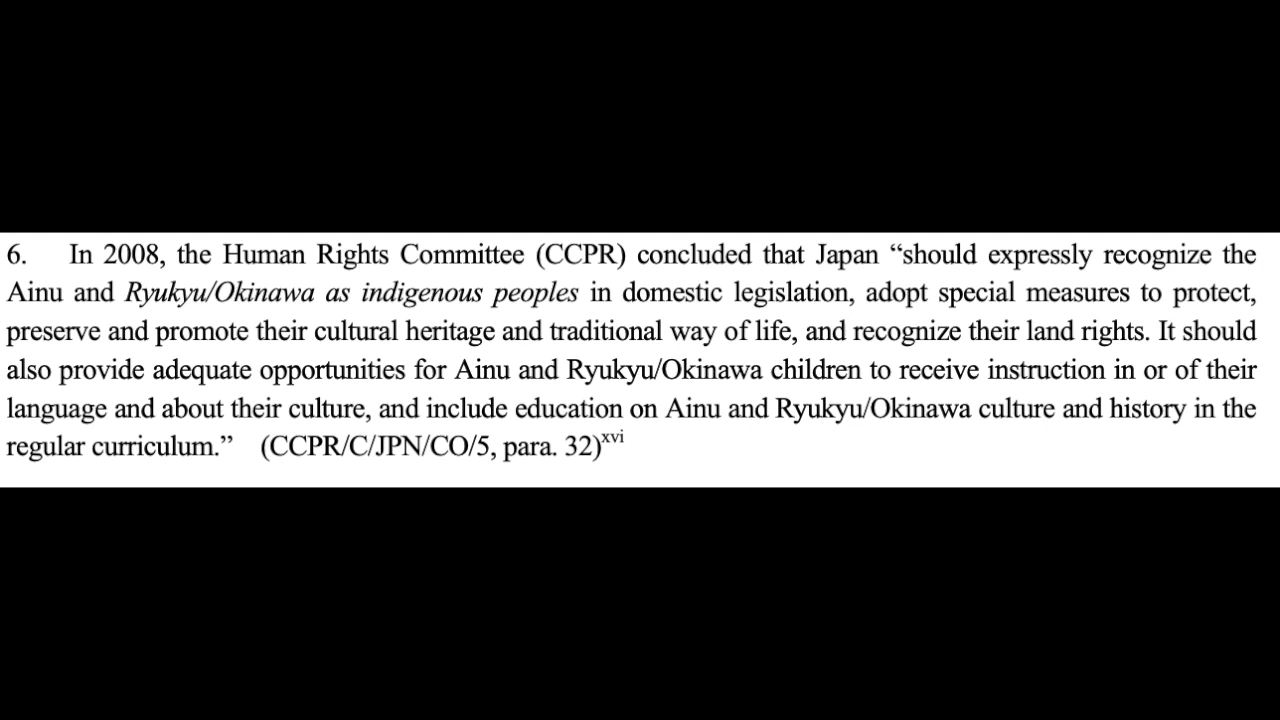 6. In 2008, the Human Rights Committee (CCPR) concluded that Japan “should expressly recognize the
Ainu and Ryukyu/Okinawa as indigenous peoples in domestic legislation, adopt special measures to protect,
preserve and promote their cultural heritage and traditional way of life, and recognize their land rights. It should
also provide adequate opportunities for Ainu and Ryukyu/Okinawa children to receive instruction in or of their
language and about their culture, and include education on Ainu and Ryukyu/Okinawa culture and history in the
regular curriculum.” (CCPR/C/JPN/CO/5, para. 32)xvi